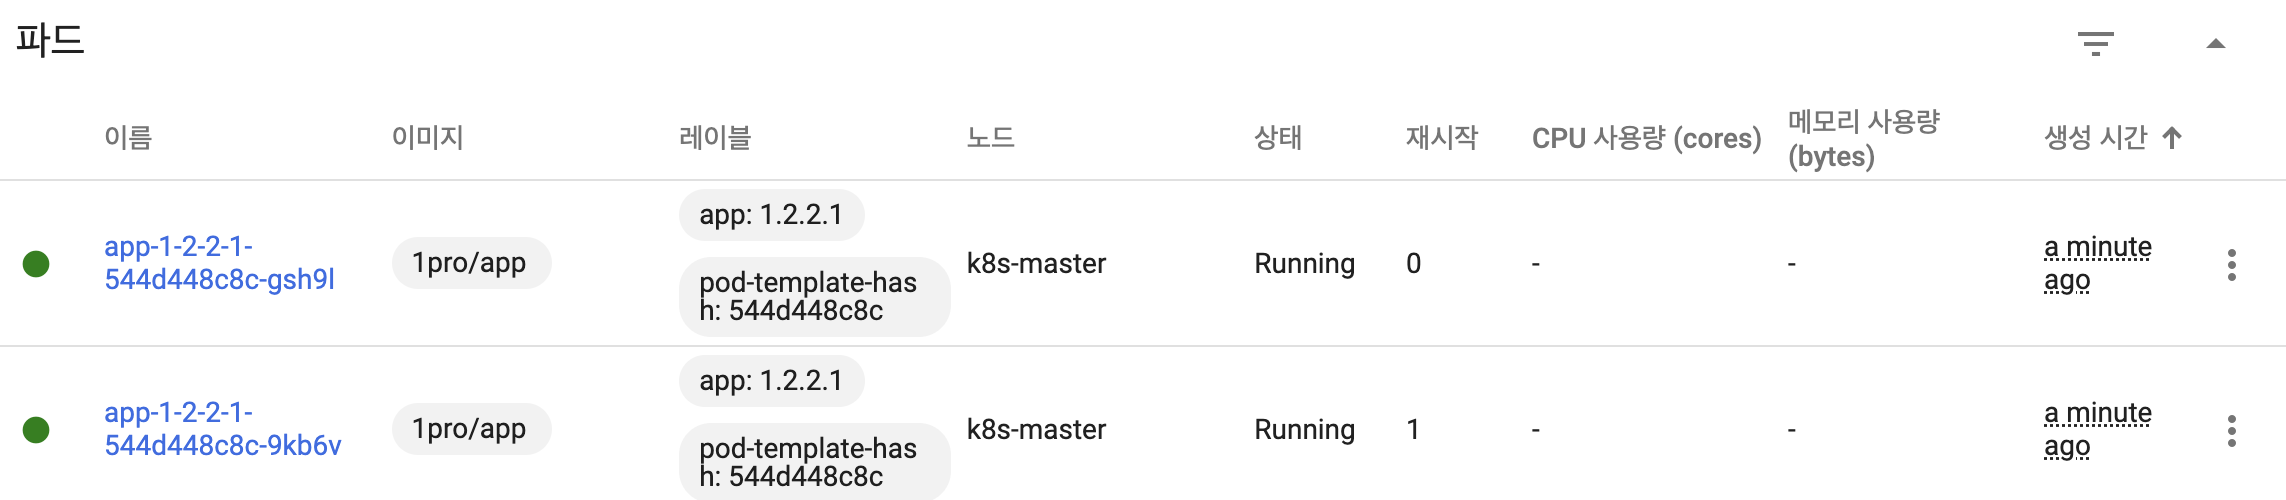 파드
이름 이미지 레이블 노드 상태 재시작 CPU 사용량 (cores) 메모리 사용량 (bytes) 생성 시간
app-1-2-2-1-
544d448c8c-gsh9l
1pro/app
app: 1.2.2.1
pod-template-has
h: 544d448c8c
k8s-master
Running
0
-
-
a minute
ago
app-1-2-2-1-
544d448c8c-9kb6v
1pro/app
app: 1.2.2.1
pod-template-has
h: 544d448c8c
k8s-master
Running
1
-
-
a minute
ago